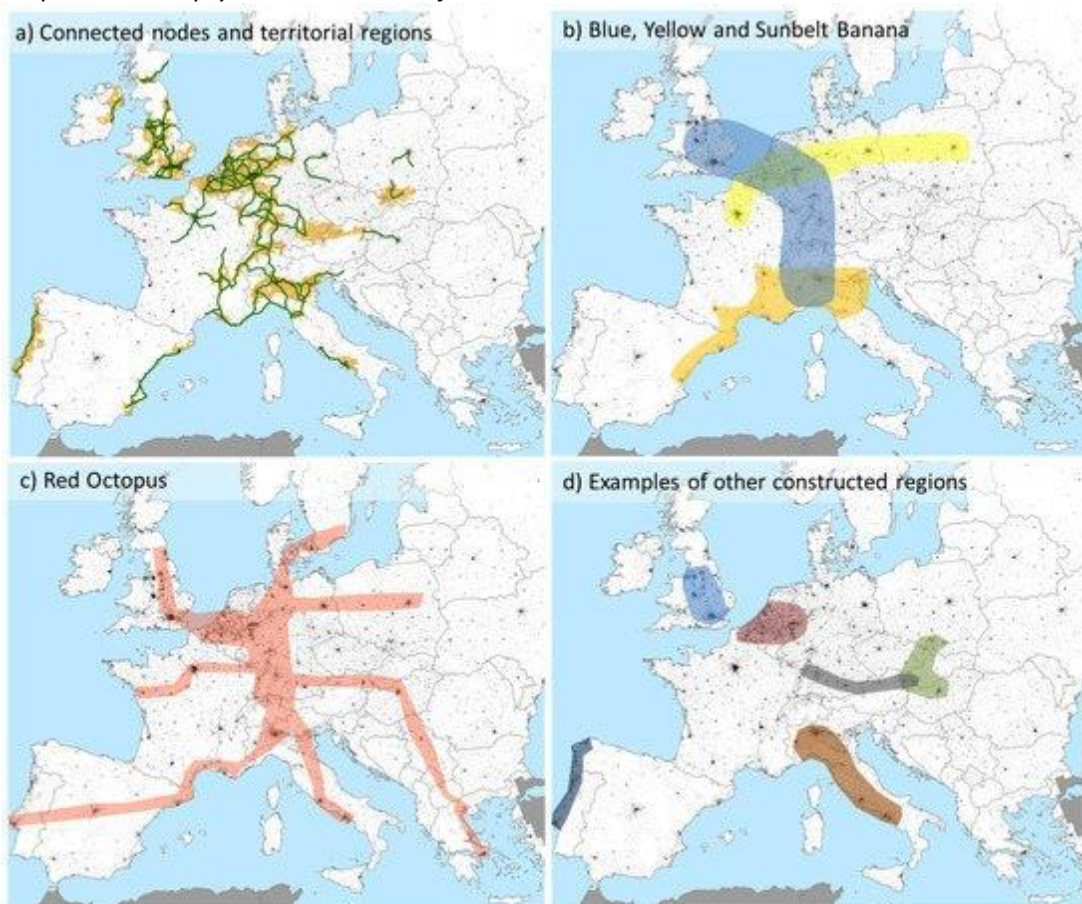 a) Connected nodes and territorial regions
b) Blue, Yellow and Sunbelt Banana
c) Red Octopus
d) Examples of other constructed regions